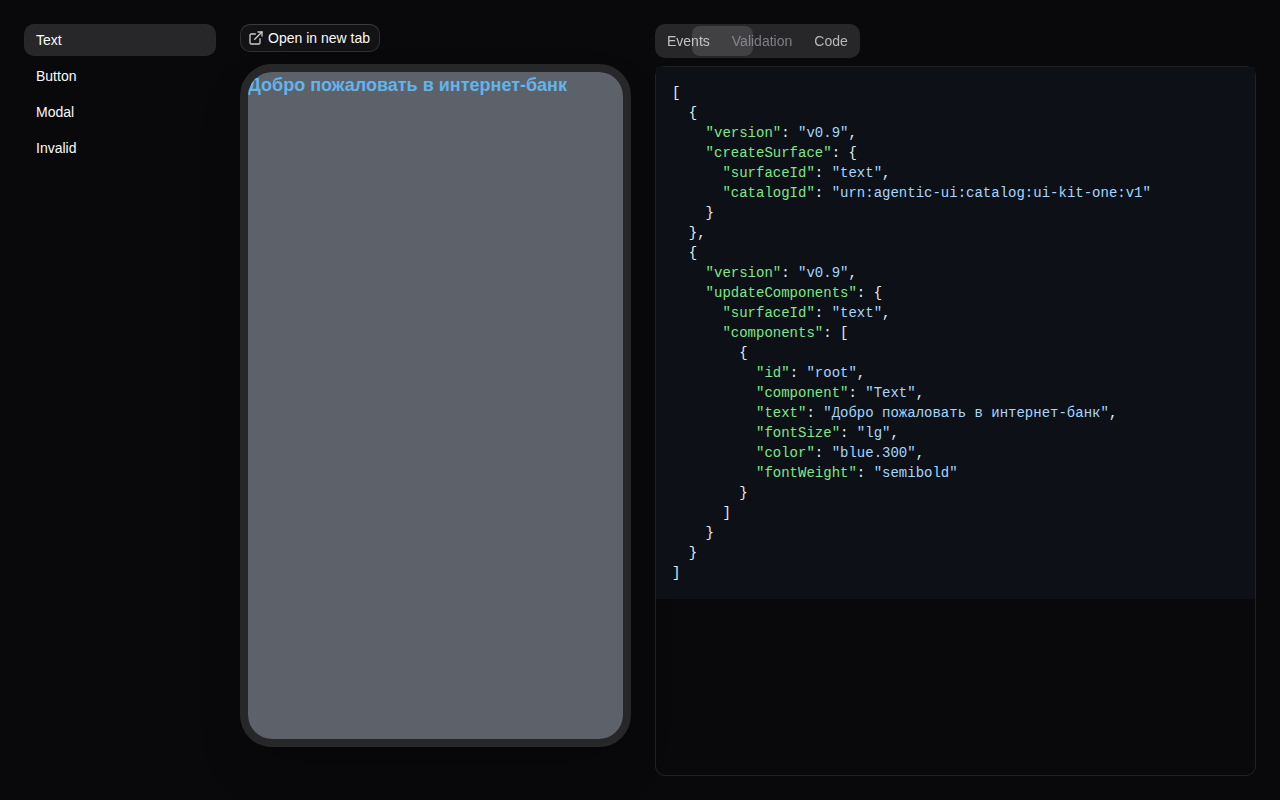 Text
Button
Modal
Invalid
Open in new tab
Добро пожаловать в интернет-банк
Events
Validation
Code
[
  {
    "version": "v0.9",
    "createSurface": {
      "surfaceId": "text",
      "catalogId": "urn:agentic-ui:catalog:ui-kit-one:v1"
    }
  },
  {
    "version": "v0.9",
    "updateComponents": {
      "surfaceId": "text",
      "components": [
        {
          "id": "root",
          "component": "Text",
          "text": "Добро пожаловать в интернет-банк",
          "fontSize": "lg",
          "color": "blue.300",
          "fontWeight": "semibold"
        }
      ]
    }
  }
]